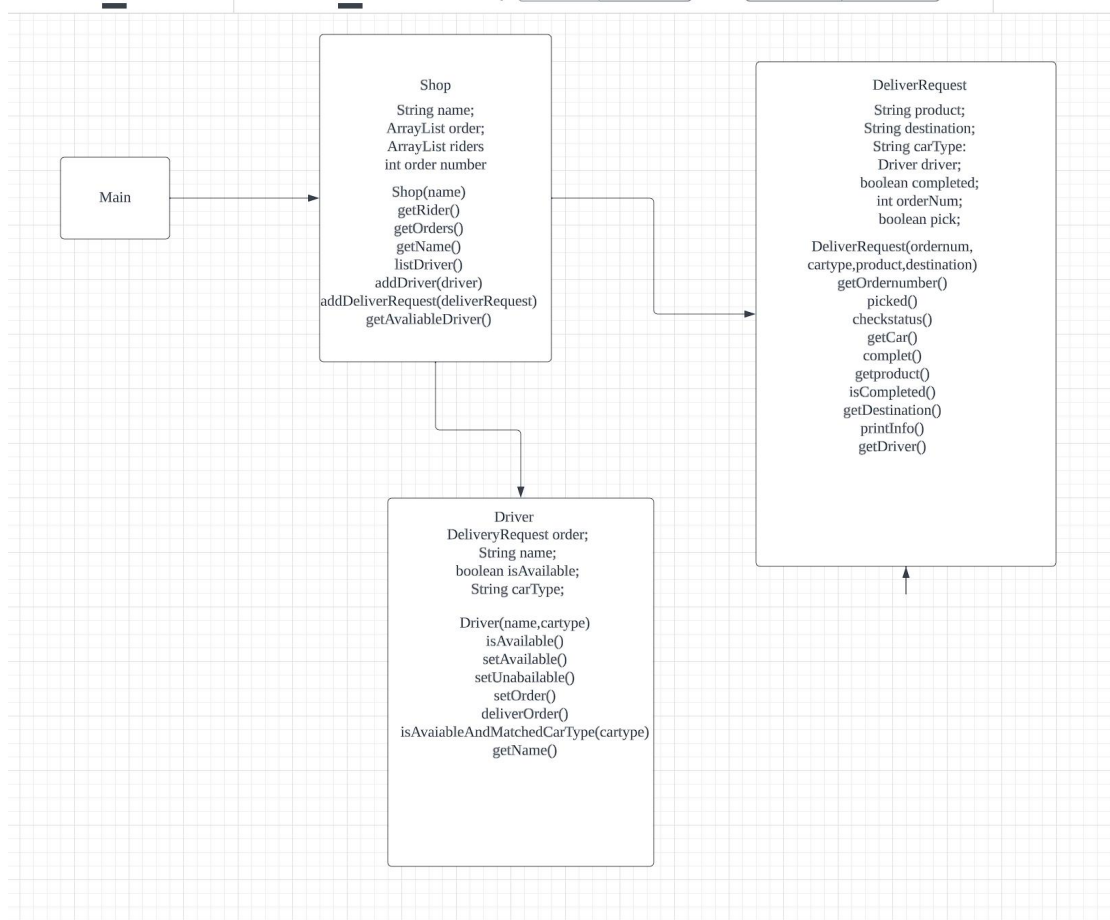 Main
Shop
String name;
ArrayList order;
ArrayList riders
int order number
Shop(name)
getRider()
getOrders()
getName()
listDriver()
addDriver(driver)
addDeliverRequest(deliverRequest)
getAvaliableDriver()
DeliverRequest
String product;
String destination;
String carType:
Driver driver;
boolean completed;
int orderNum;
boolean pick;
DeliverRequest(ordernum,
cartype,product,destination)
getOrdernumber()
picked()
checkstatus()
getCar()
complet()
getproduct()
isCompleted()
getDestination()
printInfo()
getDriver()
Driver
DeliveryRequest order;
String name;
boolean isAvailable;
String carType;
Driver(name,cartype)
isAvailable()
setAvailable()
setUnabailable()
setOrder()
deliverOrder()
isAvaiableAndMatchedCarType(cartype)
getName()